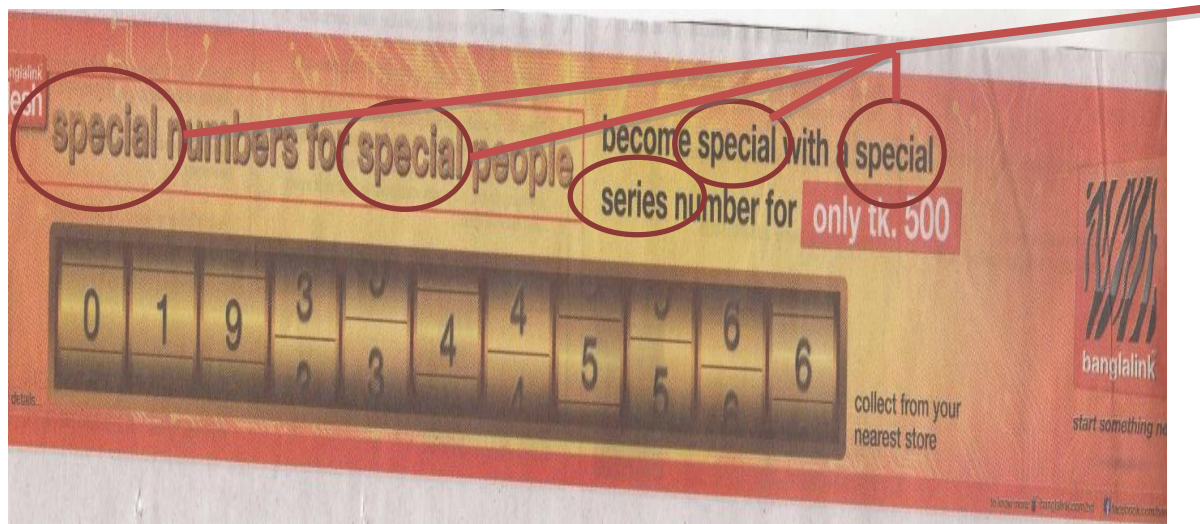 esh
special numbers for special people
become special with a special
series number for only tk. 500
0 1 9 3 3 4 4 5 5 6 6
collect from your
nearest store
details...
banglalink
start something